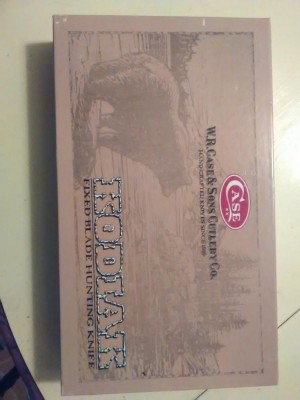 CASE
W.R. CASE & SONS CUTLERY CO.
KODIAK
FIXED BLADE HUNTING KNIFE